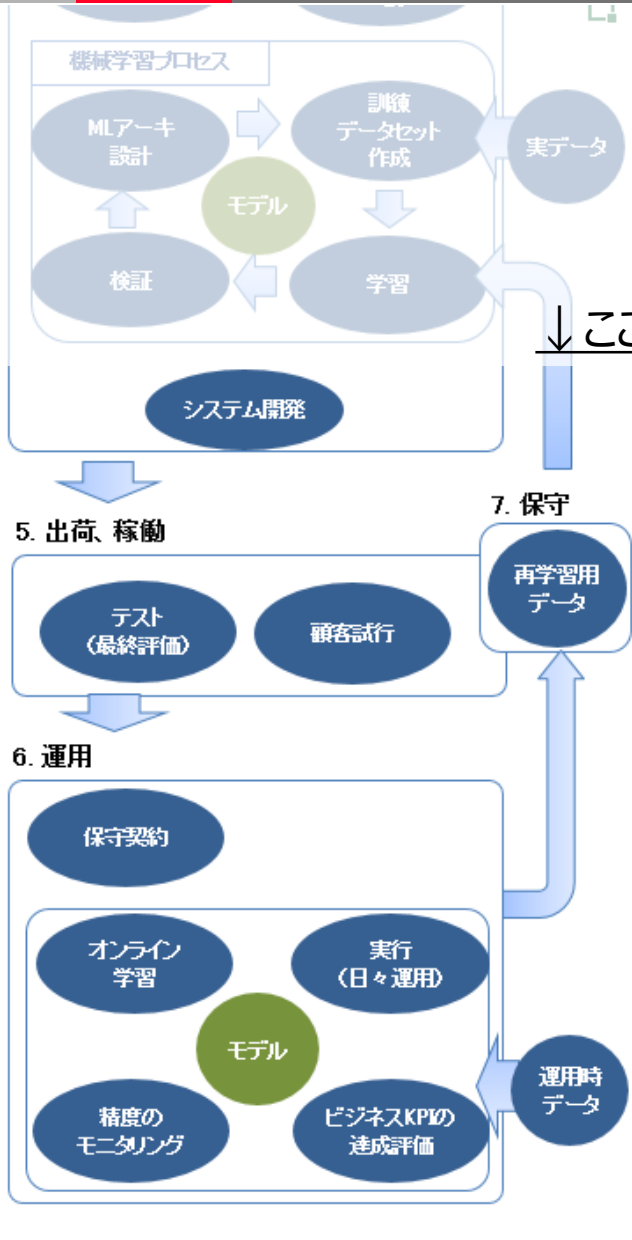 機械学習プロセス
MLアーキ
設計
訓練
データセット
作成
実データ
モデル
検証
学習
↓ここ
システム開発
5. 出荷、稼働
7. 保守
再学習用
データ
テスト
（最終評価）
顧客試行
6. 運用
保守契約
オンライン
学習
実行
（日々運用）
モデル
運用時
データ
精度の
モニタリング
ビジネスKPIの
達成評価